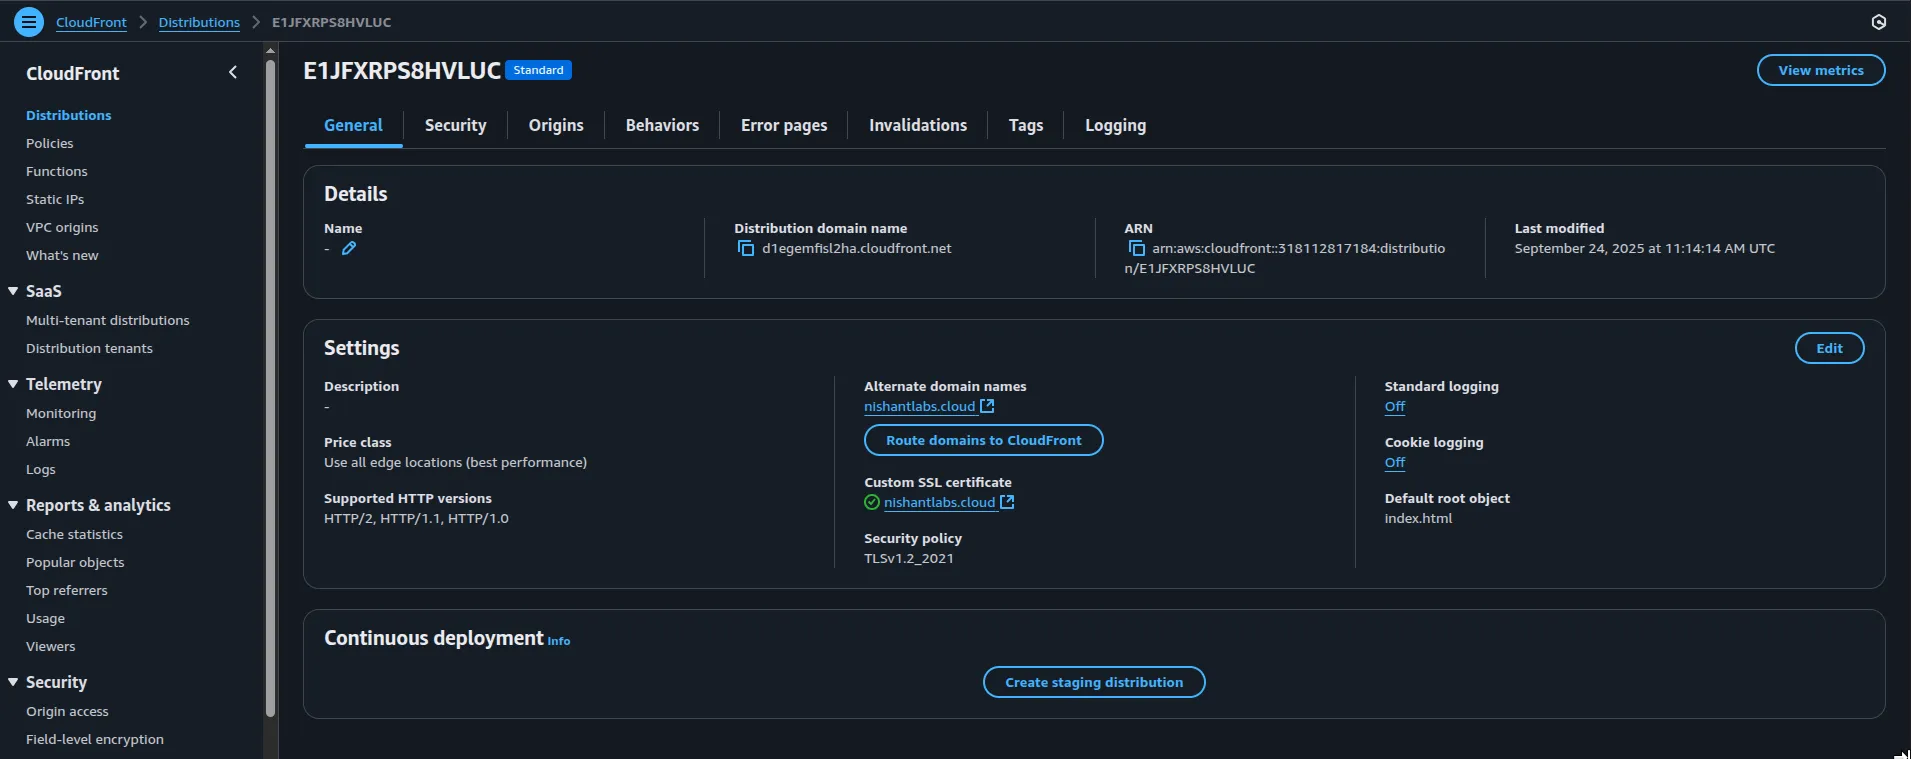 CloudFront > Distributions > E1JFXRPS8HVLUC
CloudFront
Distributions
Policies
Functions
Static IPs
VPC origins
What's new
SaaS
Multi-tenant distributions
Distribution tenants
Telemetry
Monitoring
Alarms
Logs
Reports & analytics
Cache statistics
Popular objects
Top referrers
Usage
Viewers
Security
Origin access
Field-level encryption
E1JFXRPS8HVLUC Standard
View metrics
General Security Origins Behaviors Error pages Invalidations Tags Logging
Details
Name
-
Distribution domain name
d1egemfisl2ha.cloudfront.net
ARN
arn:aws:cloudfront::318112817184:distributio
n/E1JFXRPS8HVLUC
Last modified
September 24, 2025 at 11:14:14 AM UTC
Settings
Edit
Description
-
Price class
Use all edge locations (best performance)
Supported HTTP versions
HTTP/2, HTTP/1.1, HTTP/1.0
Alternate domain names
nishantlabs.cloud
Route domains to CloudFront
Custom SSL certificate
nishantlabs.cloud
Security policy
TLSv1.2_2021
Standard logging
Off
Cookie logging
Off
Default root object
index.html
Continuous deployment Info
Create staging distribution